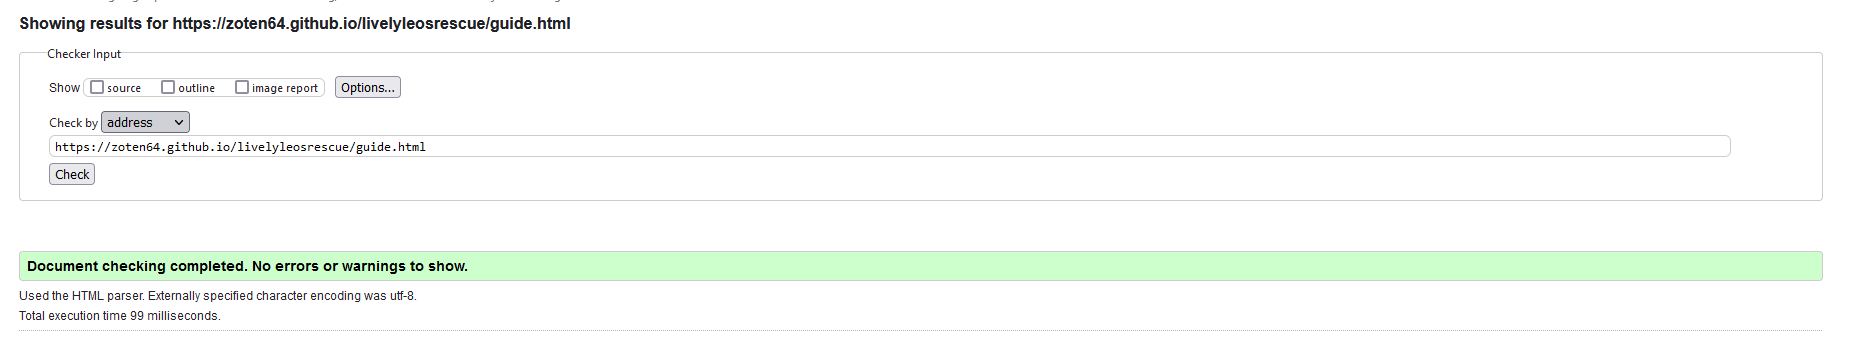 Showing results for https://zoten64.github.io/livelyleosrescue/guide.html
Checker Input
Show source outline image report Options...
Check by address
https://zoten64.github.io/livelyleosrescue/guide.html
Check
Document checking completed. No errors or warnings to show.
Used the HTML parser. Externally specified character encoding was utf-8.
Total execution time 99 milliseconds.